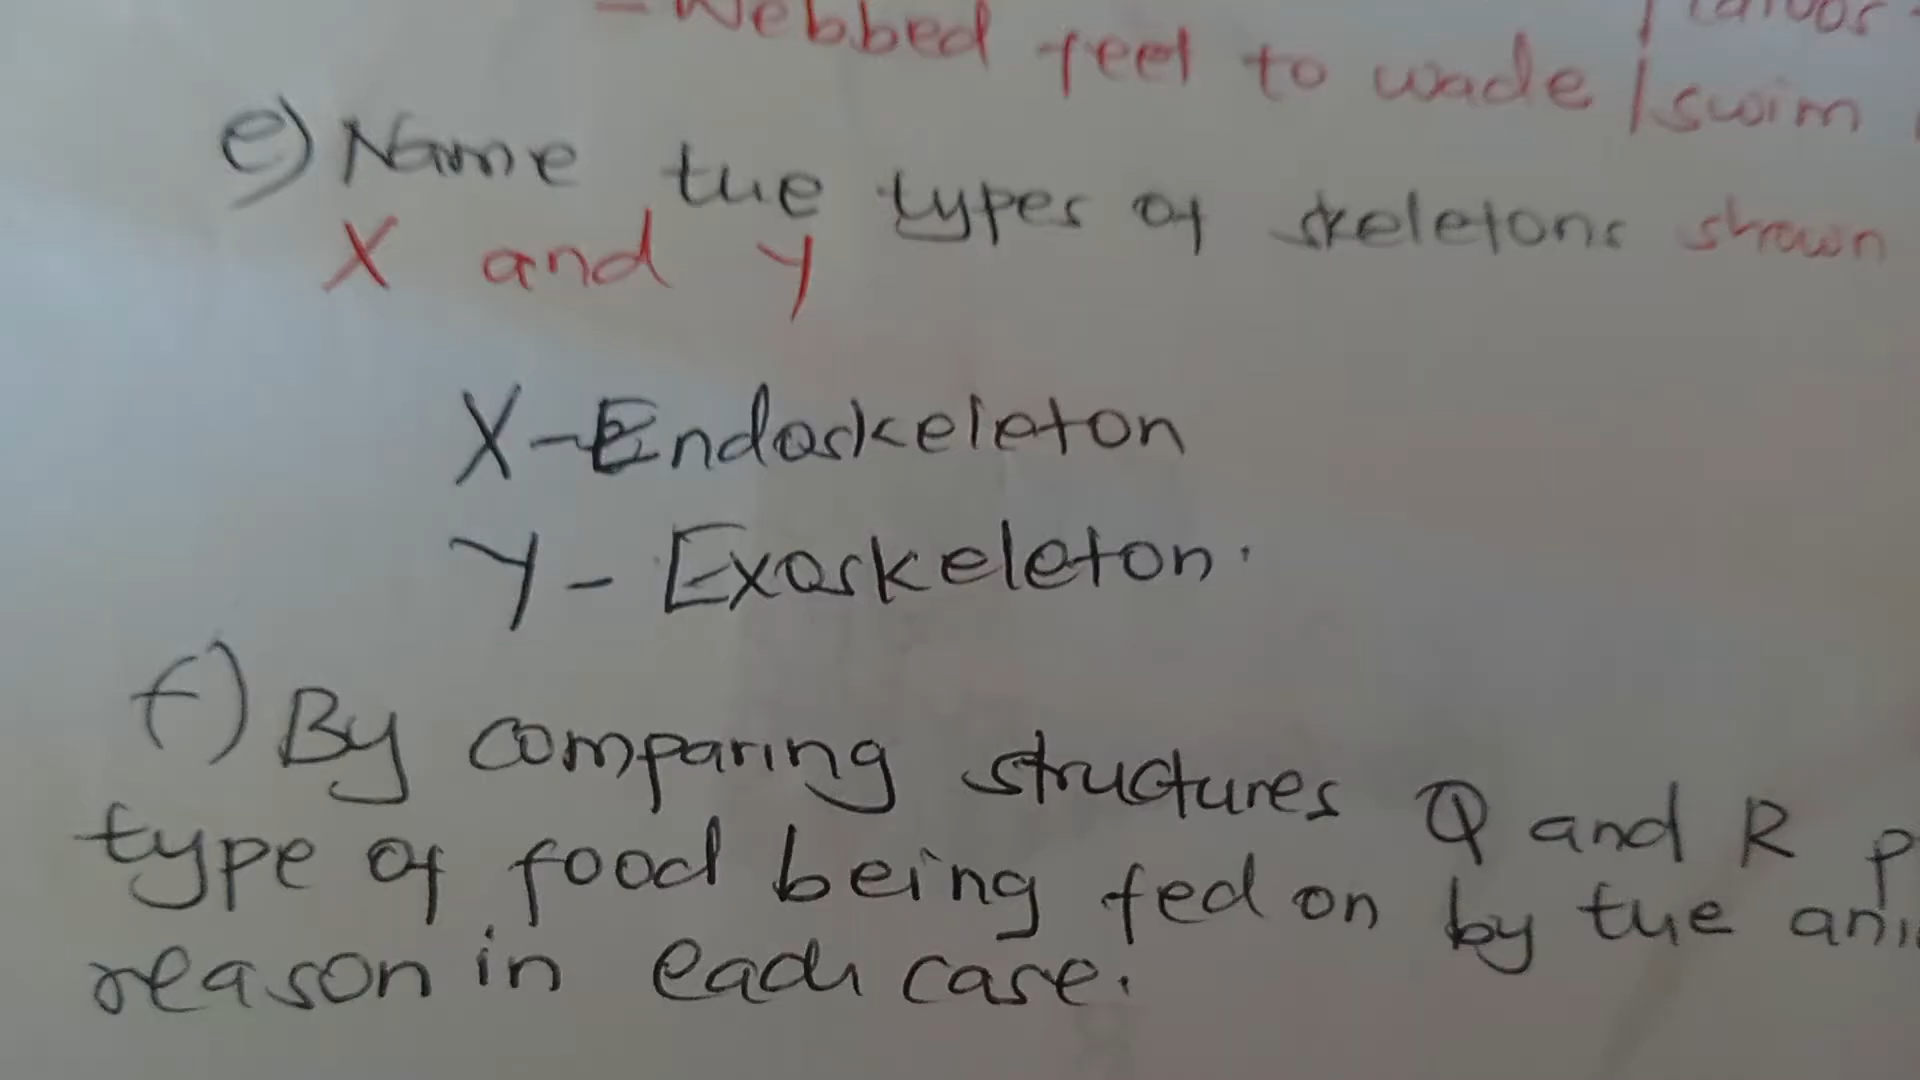 - Webbed feet to wade / swim
e) Name the types of skeletons shown
X and Y
X - Endoskeleton
Y - Exoskeleton.
f) By comparing structures Q and R
type of food being fed on by the
reason in each case.